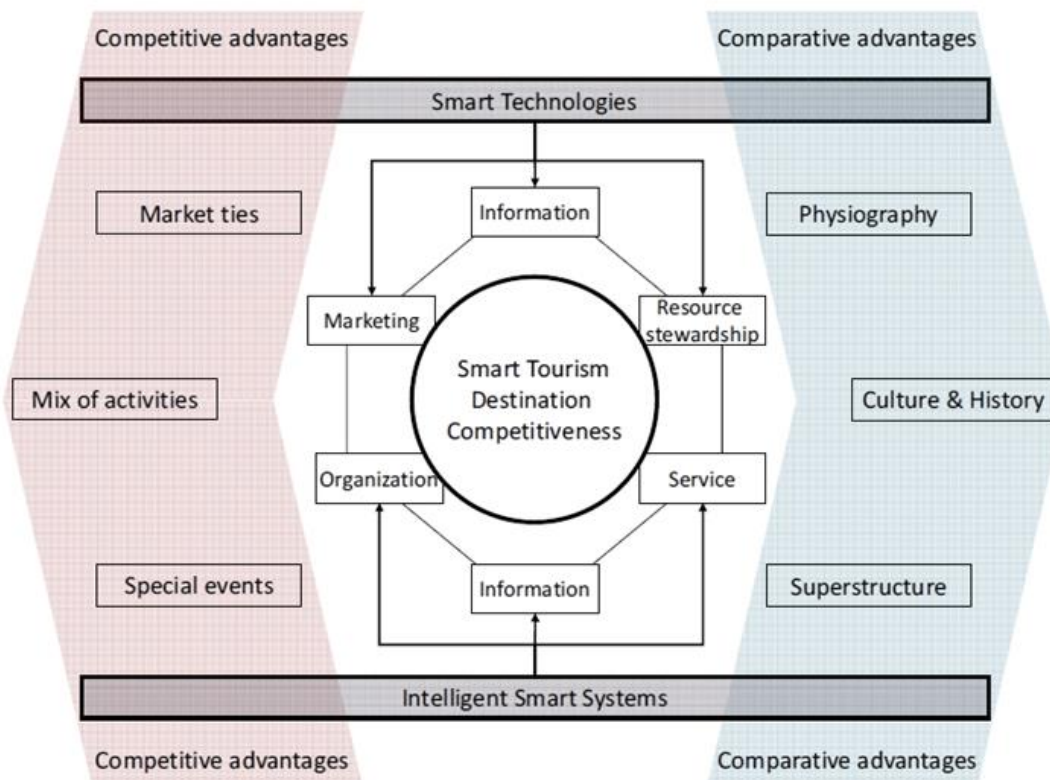 Competitive advantages
Comparative advantages
Smart Technologies
Market ties
Information
Physiography
Marketing
Resource
stewardship
Smart Tourism
Destination
Competitiveness
Mix of activities
Culture & History
Organization
Service
Special events
Information
Superstructure
Intelligent Smart Systems
Competitive advantages
Comparative advantages